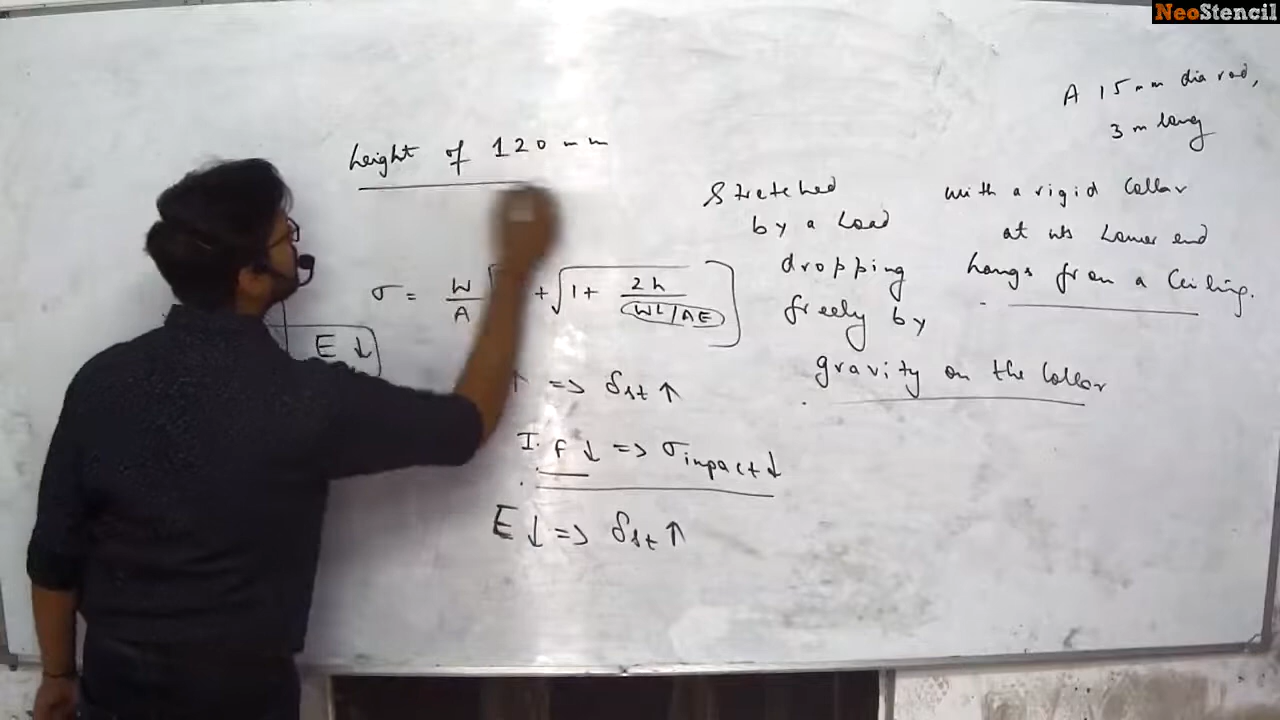 NeoStencil
A 15 mm dia rod,
3 m long
with a rigid collar
at its lower end
hangs from a ceiling.
Stretched
by a load
dropping
freely by
gravity on the collar
height of 120 mm
σ = W/A [ + √1 + 2h/(WL/AE) ]
E ↓
↑ => δst ↑
If ↓ => σimpact ↓
E ↓ => δst ↑